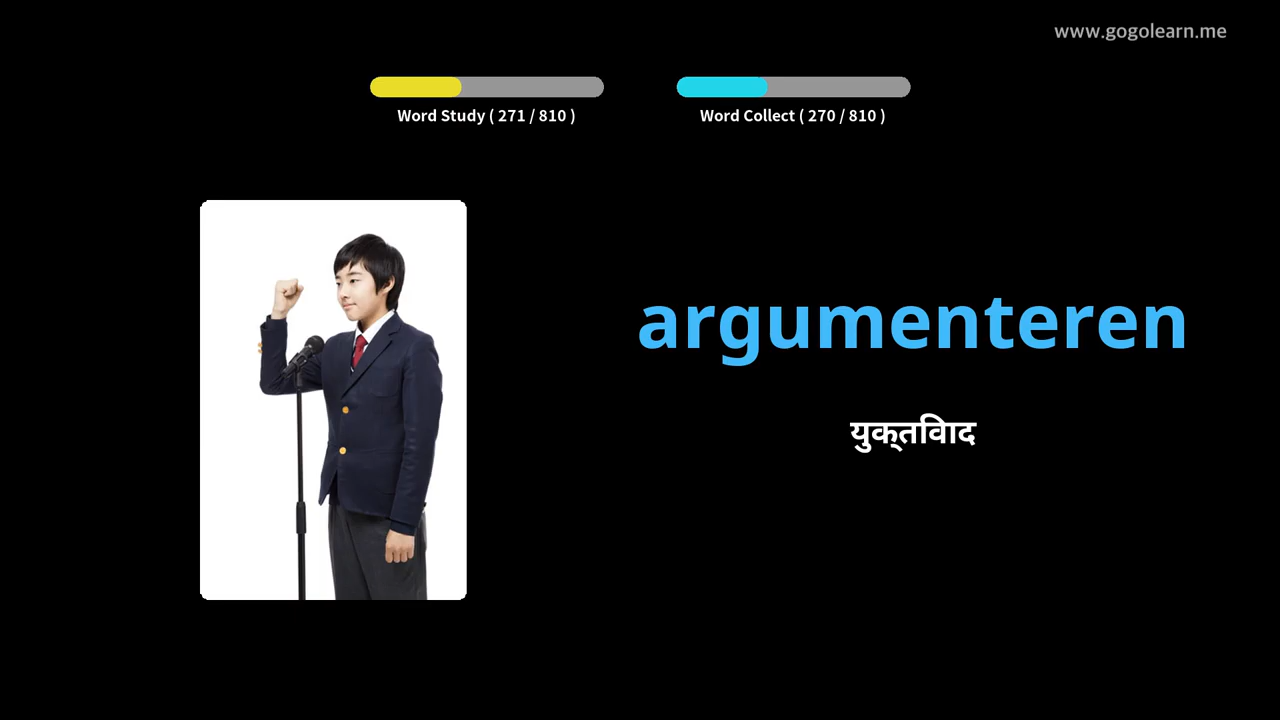 www.gogolearn.me
Word Study ( 271 / 810 )
Word Collect ( 270 / 810 )
argumenteren
युक्तिवाद